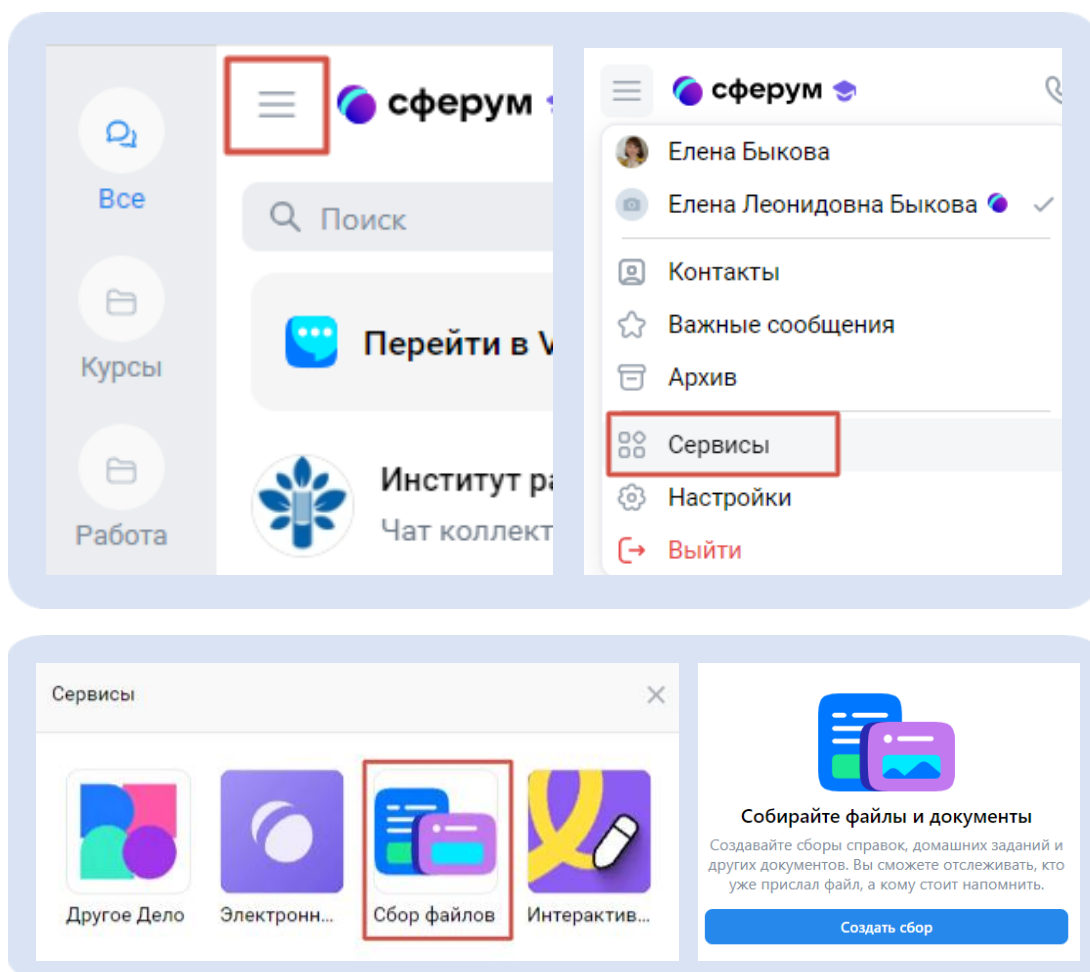 Все
Курсы
Работа
сферум
Поиск
Перейти в V
Институт ра
Чат коллект
сферум
Елена Быкова
Елена Леонидовна Быкова
Контакты
Важные сообщения
Архив
Сервисы
Настройки
Выйти
Сервисы
Другое Дело
Электронн...
Сбор файлов
Интерактив...
Собирайте файлы и документы
Создавайте сборы справок, домашних заданий и
других документов. Вы сможете отслеживать, кто
уже прислал файл, а кому стоит напомнить.
Создать сбор